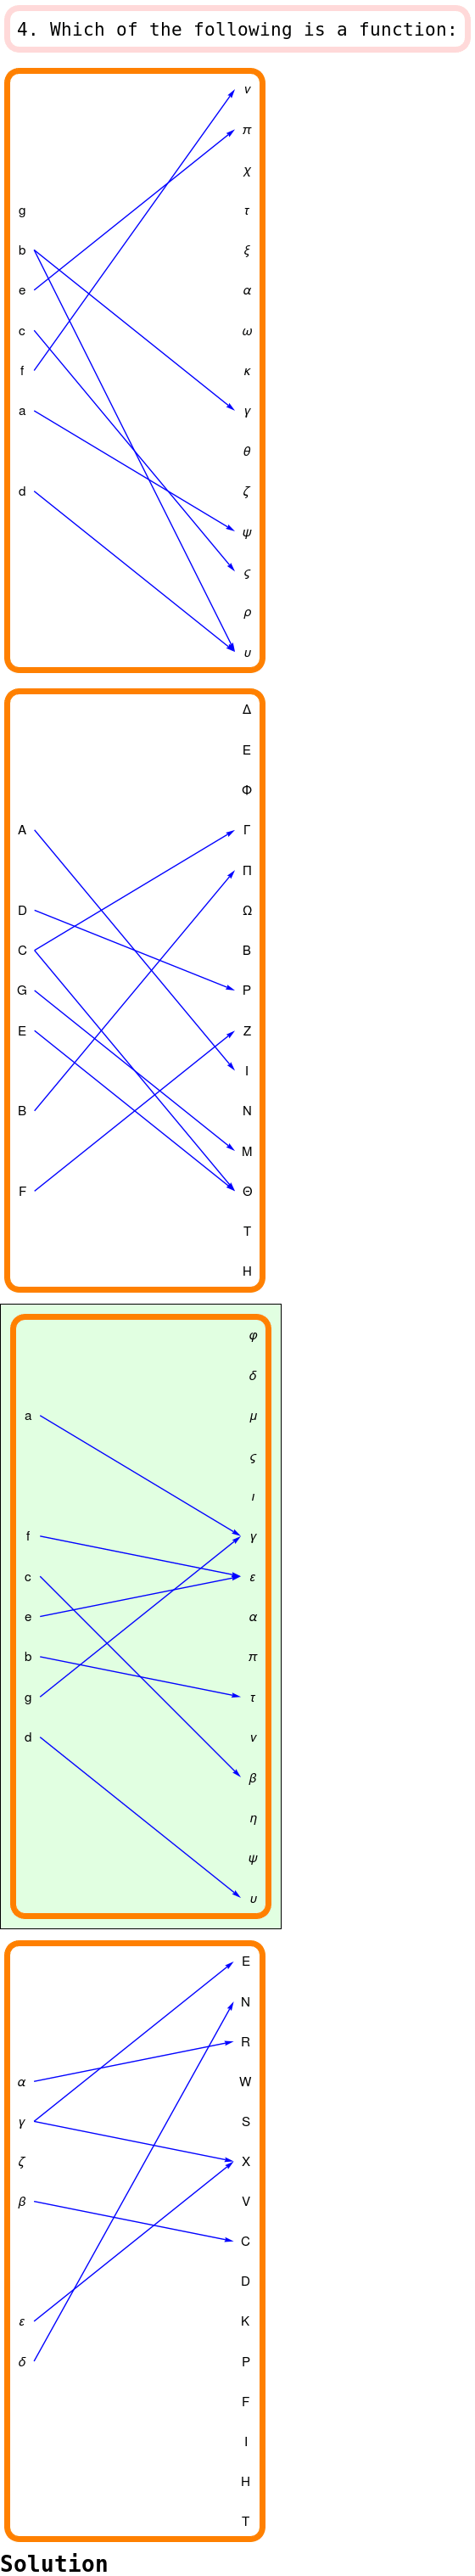 4. Which of the following is a function:
ν
π
χ
g τ
b ξ
e α
c ω
f κ
a γ
θ
d ζ
ψ
ς
ρ
υ
Δ
Ε
Φ
A Γ
Π
D Ω
C Β
G Ρ
E Ζ
Ι
B Ν
Μ
F Θ
Τ
Η
φ
δ
a μ
ς
ι
f γ
c ε
e α
b π
g τ
d ν
β
η
ψ
υ
E
N
R
α W
γ S
ζ X
β V
C
D
ε K
δ P
F
I
H
T
Solution